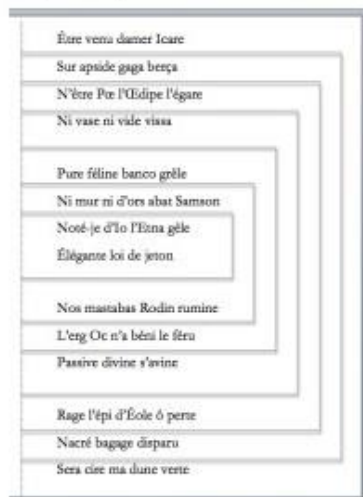 Être venu damer Icare
Sur apside gaga berça
N'être Pœ l'Œdipe l'égare
Ni vase ni vide vissa
Pure féline banco grêle
Ni mur ni d'ors abat Samson
Noté-je d'Io l'Etna gèle
Élégante loi de jeton
Nos mastabas Rodin rumine
L'erg Oc n'a béni le féru
Passive divine s'avine
Rage l'épi d'Éole ô perte
Nacré bagage disparu
Sera cire ma dune verte